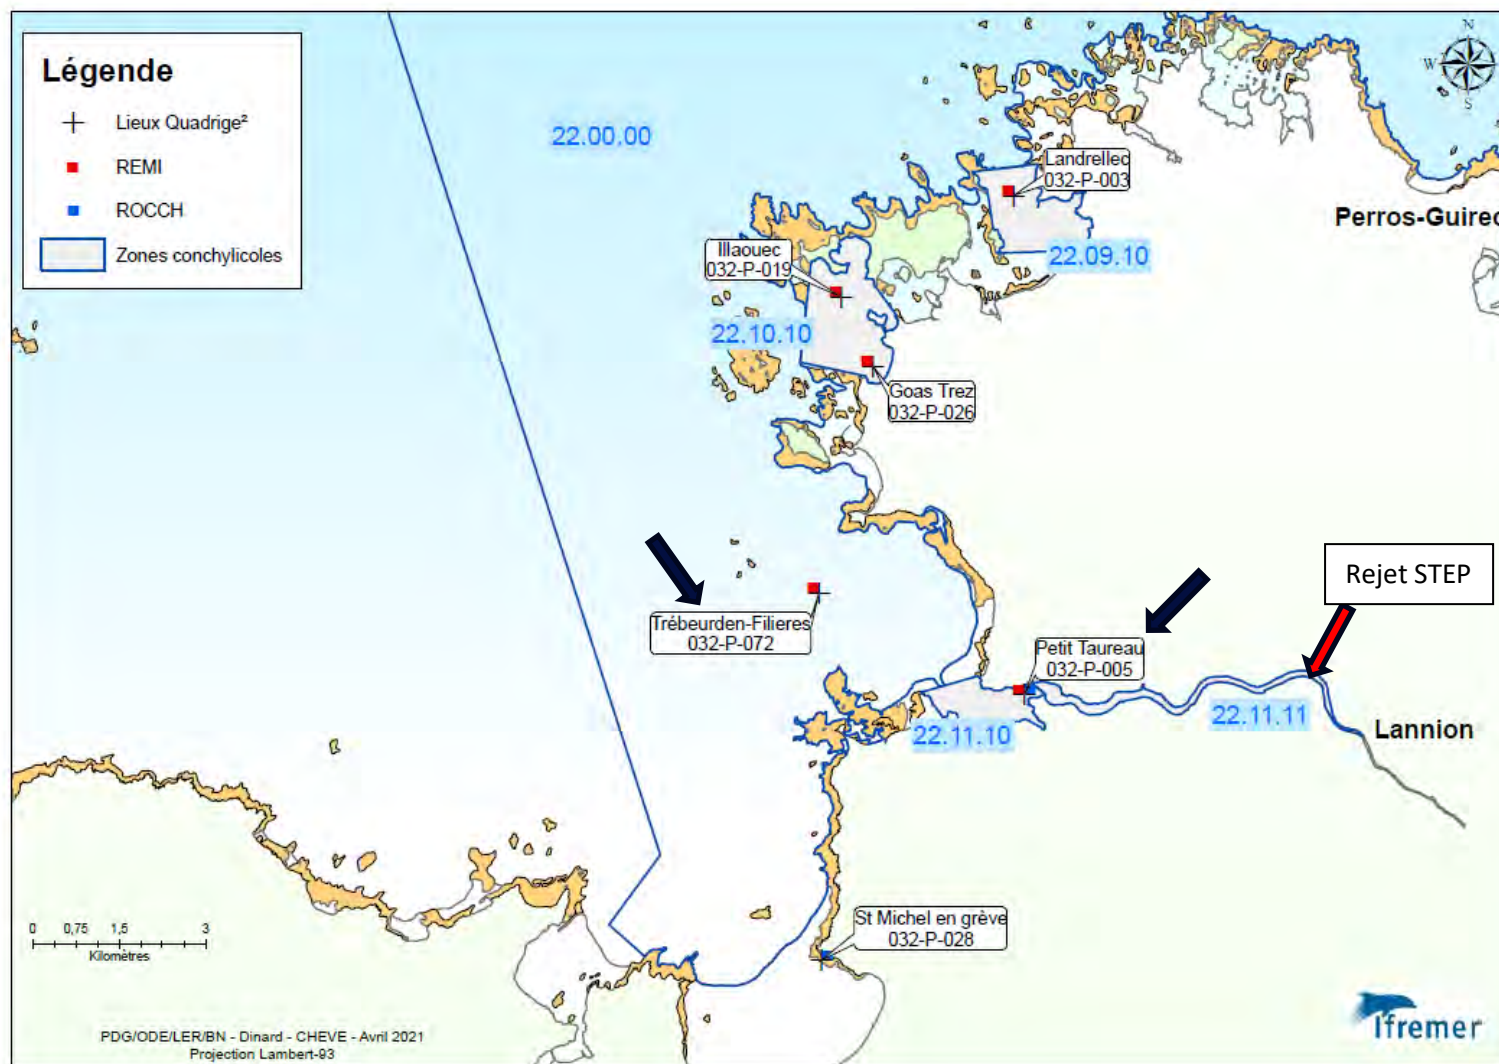 Légende
Lieux Quadrige²
REMI
ROCCH
Zones conchylicoles
22.00.00
N
W
E
S
Landrellec
032-P-003
Perros-Guirec
22.09.10
Illaouec
032-P-019
22.10.10
Goas Trez
032-P-026
Rejet STEP
Trébeurden-Filieres
032-P-072
Petit Taureau
032-P-005
22.11.10
22.11.11
Lannion
St Michel en grève
032-P-028
0 0,75 1,5 3
Kilomètres
PDG/ODE/LER/BN - Dinard - CHEVE - Avril 2021
Projection Lambert-93
Ifremer